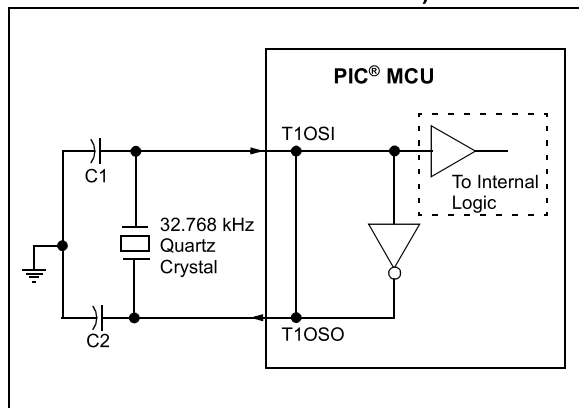 PIC® MCU
T1OSI
C1
To Internal
Logic
32.768 kHz
Quartz
Crystal
C2
T1OSO